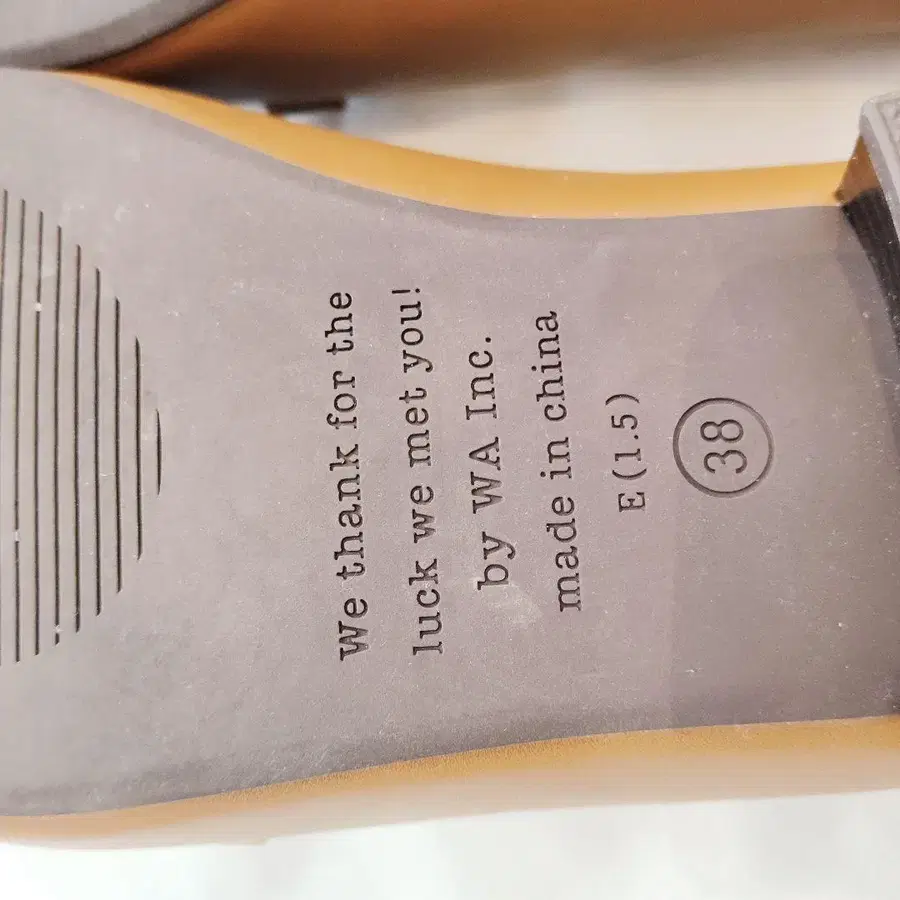 We thank for the
luck we met you!
by WA Inc.
made in china
E(1.5)
38